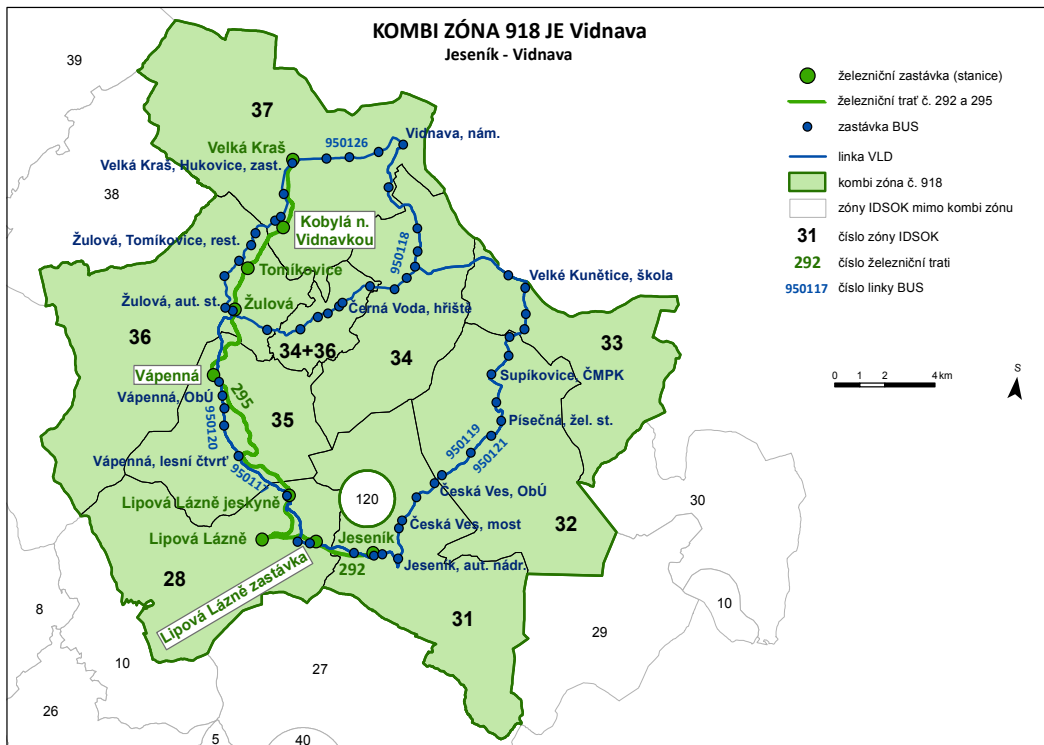 KOMBI ZÓNA 918 JE Vidnava
Jeseník - Vidnava
39
37
železniční zastávka (stanice)
železniční trať č. 292 a 295
zastávka BUS
linka VLD
kombi zóna č. 918
zóny IDSOK mimo kombi zónu
31 číslo zóny IDSOK
292 číslo železniční trati
950117 číslo linky BUS
950126
Vidnava, nám.
Velká Kraš
Velká Kraš, Hukovice, zast.
38
Kobylá n.
Vidnavkou
Žulová, Tomíkovice, rest.
950118
Tomíkovice
Velké Kunětice, škola
Žulová, aut. st.
Žulová
Černá Voda, hřiště
36
34+36
34
33
0 1 2 4 km
S
Vápenná
Supíkovice, ČMPK
295
Vápenná, ObÚ
35
Písečná, žel. st.
950120
950119
950121
Vápenná, lesní čtvrť
950117
Česká Ves, ObÚ
Lipová Lázně jeskyně
120
30
Česká Ves, most
32
Lipová Lázně
Jeseník
Jeseník, aut. nádr.
292
28
Lipová Lázně zastávka
31
8
10
29
10
27
26
5
40